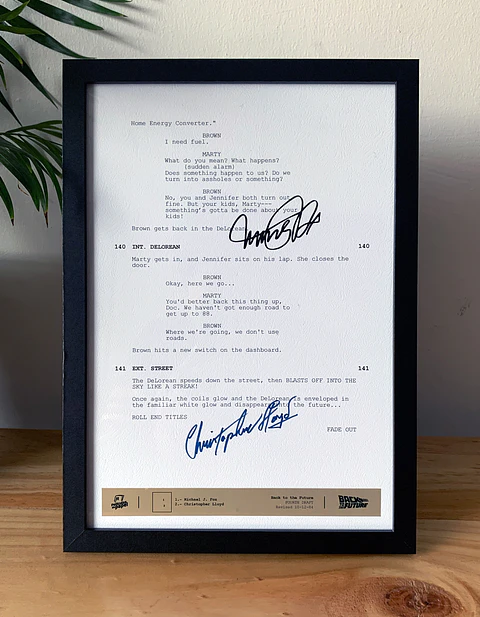 Home Energy Converter."
BROWN
I need fuel.
MARTY
What do you mean? What happens?
(sudden alarm)
Does something happen to us? Do we
turn into assholes or something?
BROWN
No, you and Jennifer both turn out
fine. But your kids, Marty---
something's gotta be done about your
kids!
Brown gets back in the DeLorean.
140 INT. DELOREAN 140
Marty gets in, and Jennifer sits on his lap. She closes the
door.
BROWN
Okay, here we go...
MARTY
You'd better back this thing up,
Doc. We haven't got enough road to
get up to 88.
BROWN
Where we're going, we don't use
roads.
Brown hits a new switch on the dashboard.
141 EXT. STREET 141
The DeLorean speeds down the street, then BLASTS OFF INTO THE
SKY LIKE A STREAK!
Once again, the coils glow and the DeLorean is enveloped in
the familiar white glow and disappears into the future...
ROLL END TITLES
Christopher Lloyd
FADE OUT
1.- Michael J. Fox
2.- Christopher Lloyd
Back to the Future
FOURTH DRAFT
BACK TO THE FUTURE